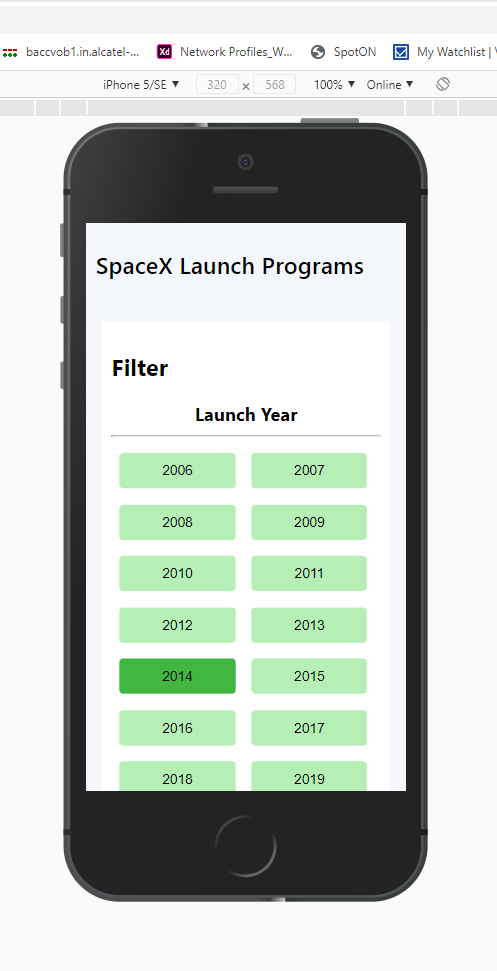 baccvob1.in.alcatel-... Xd Network Profiles_W... SpotON My Watchlist |
iPhone 5/SE ▼ 320 × 568 100% ▼ Online ▼
SpaceX Launch Programs
Filter
Launch Year
2006 2007
2008 2009
2010 2011
2012 2013
2014 2015
2016 2017
2018 2019